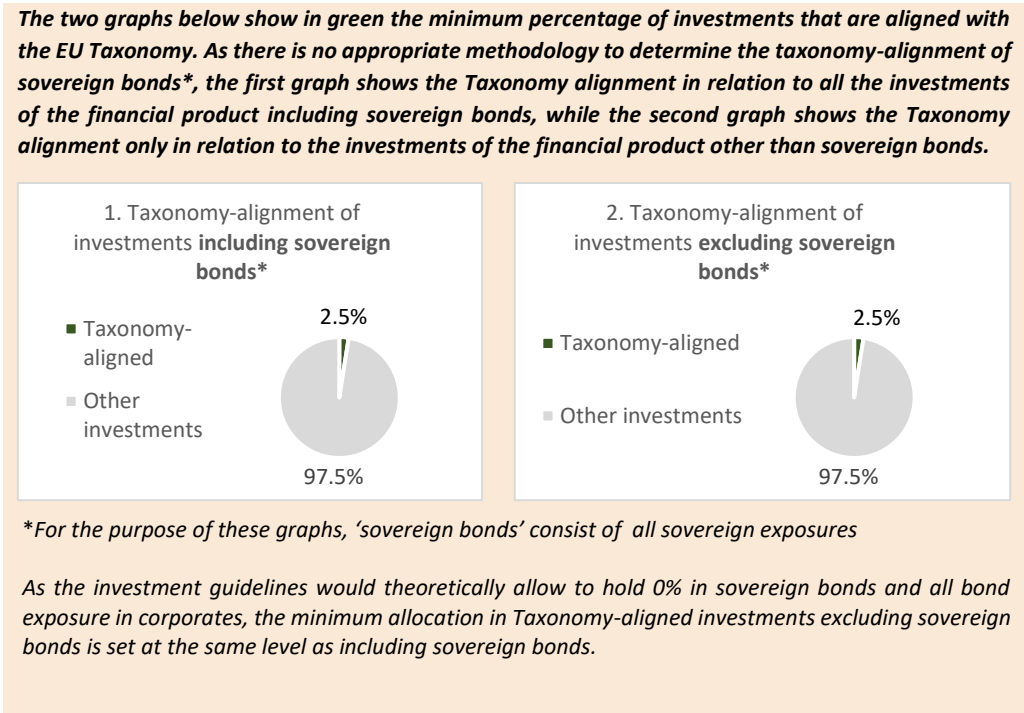 The two graphs below show in green the minimum percentage of investments that are aligned with
the EU Taxonomy. As there is no appropriate methodology to determine the taxonomy-alignment of
sovereign bonds*, the first graph shows the Taxonomy alignment in relation to all the investments
of the financial product including sovereign bonds, while the second graph shows the Taxonomy
alignment only in relation to the investments of the financial product other than sovereign bonds.
1. Taxonomy-alignment of
investments including sovereign
bonds*
2.5%
Taxonomy-
aligned
Other
investments
97.5%
2. Taxonomy-alignment of
investments excluding sovereign
bonds*
2.5%
Taxonomy-aligned
Other investments
97.5%
*For the purpose of these graphs, ‘sovereign bonds’ consist of all sovereign exposures
As the investment guidelines would theoretically allow to hold 0% in sovereign bonds and all bond
exposure in corporates, the minimum allocation in Taxonomy-aligned investments excluding sovereign
bonds is set at the same level as including sovereign bonds.